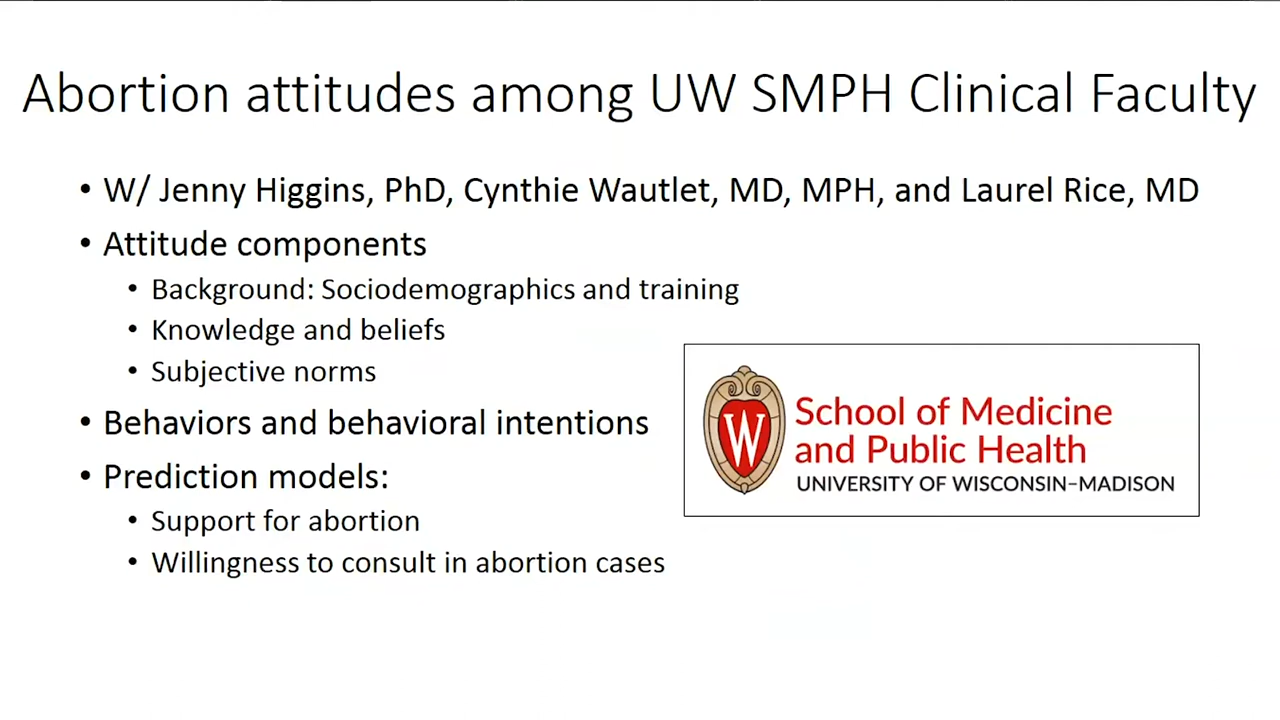 Abortion attitudes among UW SMPH Clinical Faculty
• W/ Jenny Higgins, PhD, Cynthie Wautlet, MD, MPH, and Laurel Rice, MD
• Attitude components
• Background: Sociodemographics and training
• Knowledge and beliefs
• Subjective norms
• Behaviors and behavioral intentions
• Prediction models:
• Support for abortion
• Willingness to consult in abortion cases
W
School of Medicine
and Public Health
UNIVERSITY OF WISCONSIN–MADISON